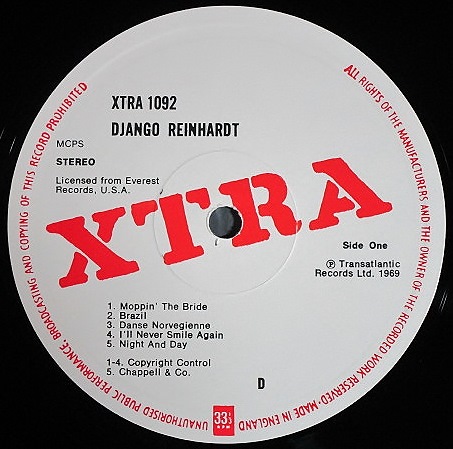 XTRA 1092
DJANGO REINHARDT
MCPS
STEREO
Licensed from Everest
Records, U.S.A.
XTRA
Side One
Ⓟ Transatlantic
Records Ltd. 1969
1. Moppin' The Bride
2. Brazil
3. Danse Norvegienne
4. I'll Never Smile Again
5. Night And Day
1-4. Copyright Control
5. Chappell & Co.
D
33⅓
RPM
ALL RIGHTS OF THE MANUFACTURERS AND THE OWNER OF THE RECORDED WORK RESERVED · MADE IN ENGLAND
UNAUTHORISED PUBLIC PERFORMANCE, BROADCASTING AND COPYING OF THIS RECORD PROHIBITED